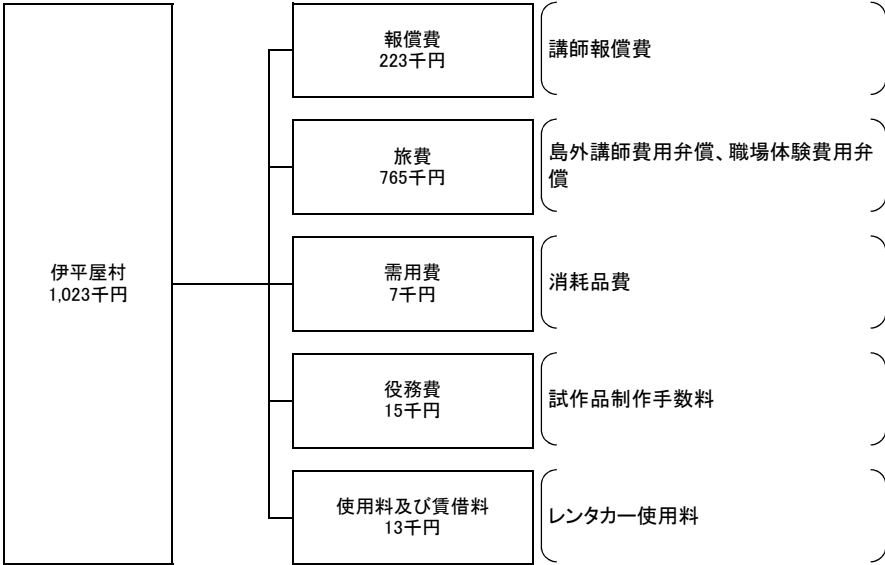 伊平屋村
1,023千円
報償費
223千円
講師報償費
旅費
765千円
島外講師費用弁償、職場体験費用弁
償
需用費
7千円
消耗品費
役務費
15千円
試作品制作手数料
使用料及び賃借料
13千円
レンタカー使用料